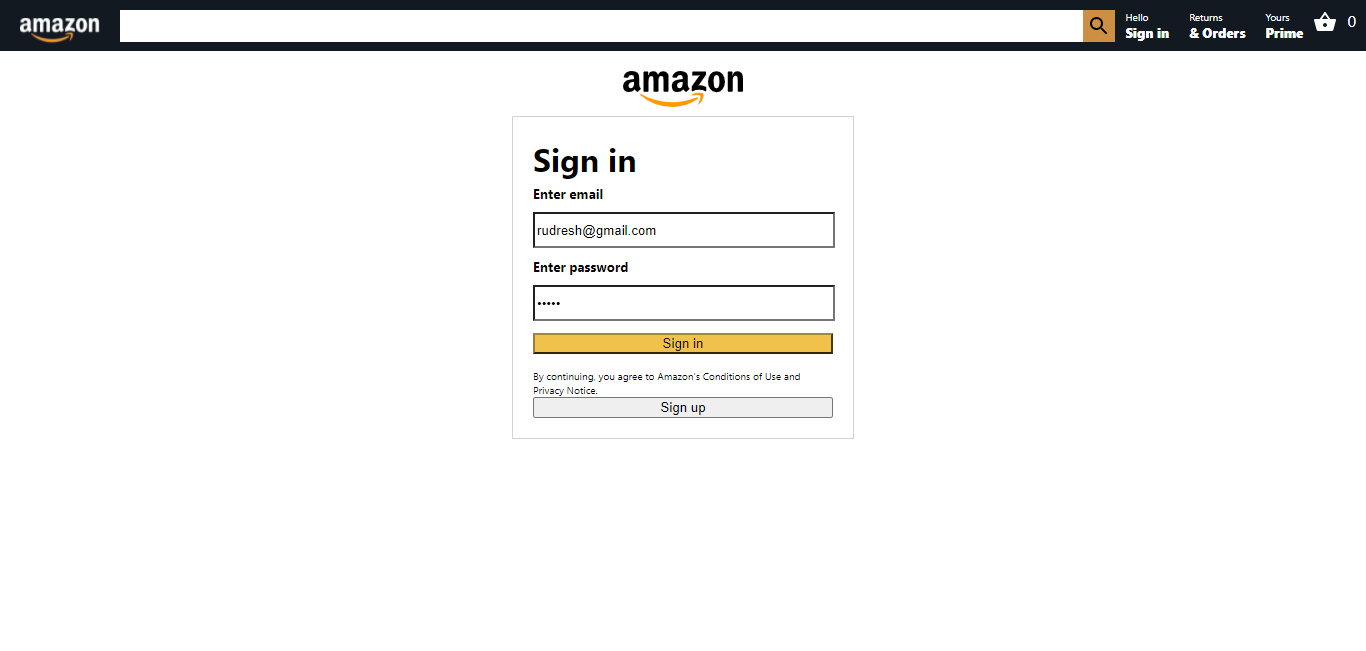 amazon
Hello
Sign in
Returns
& Orders
Yours
Prime
0
amazon
Sign in
Enter email
rudresh@gmail.com
Enter password
•••••
Sign in
By continuing, you agree to Amazon's Conditions of Use and
Privacy Notice.
Sign up